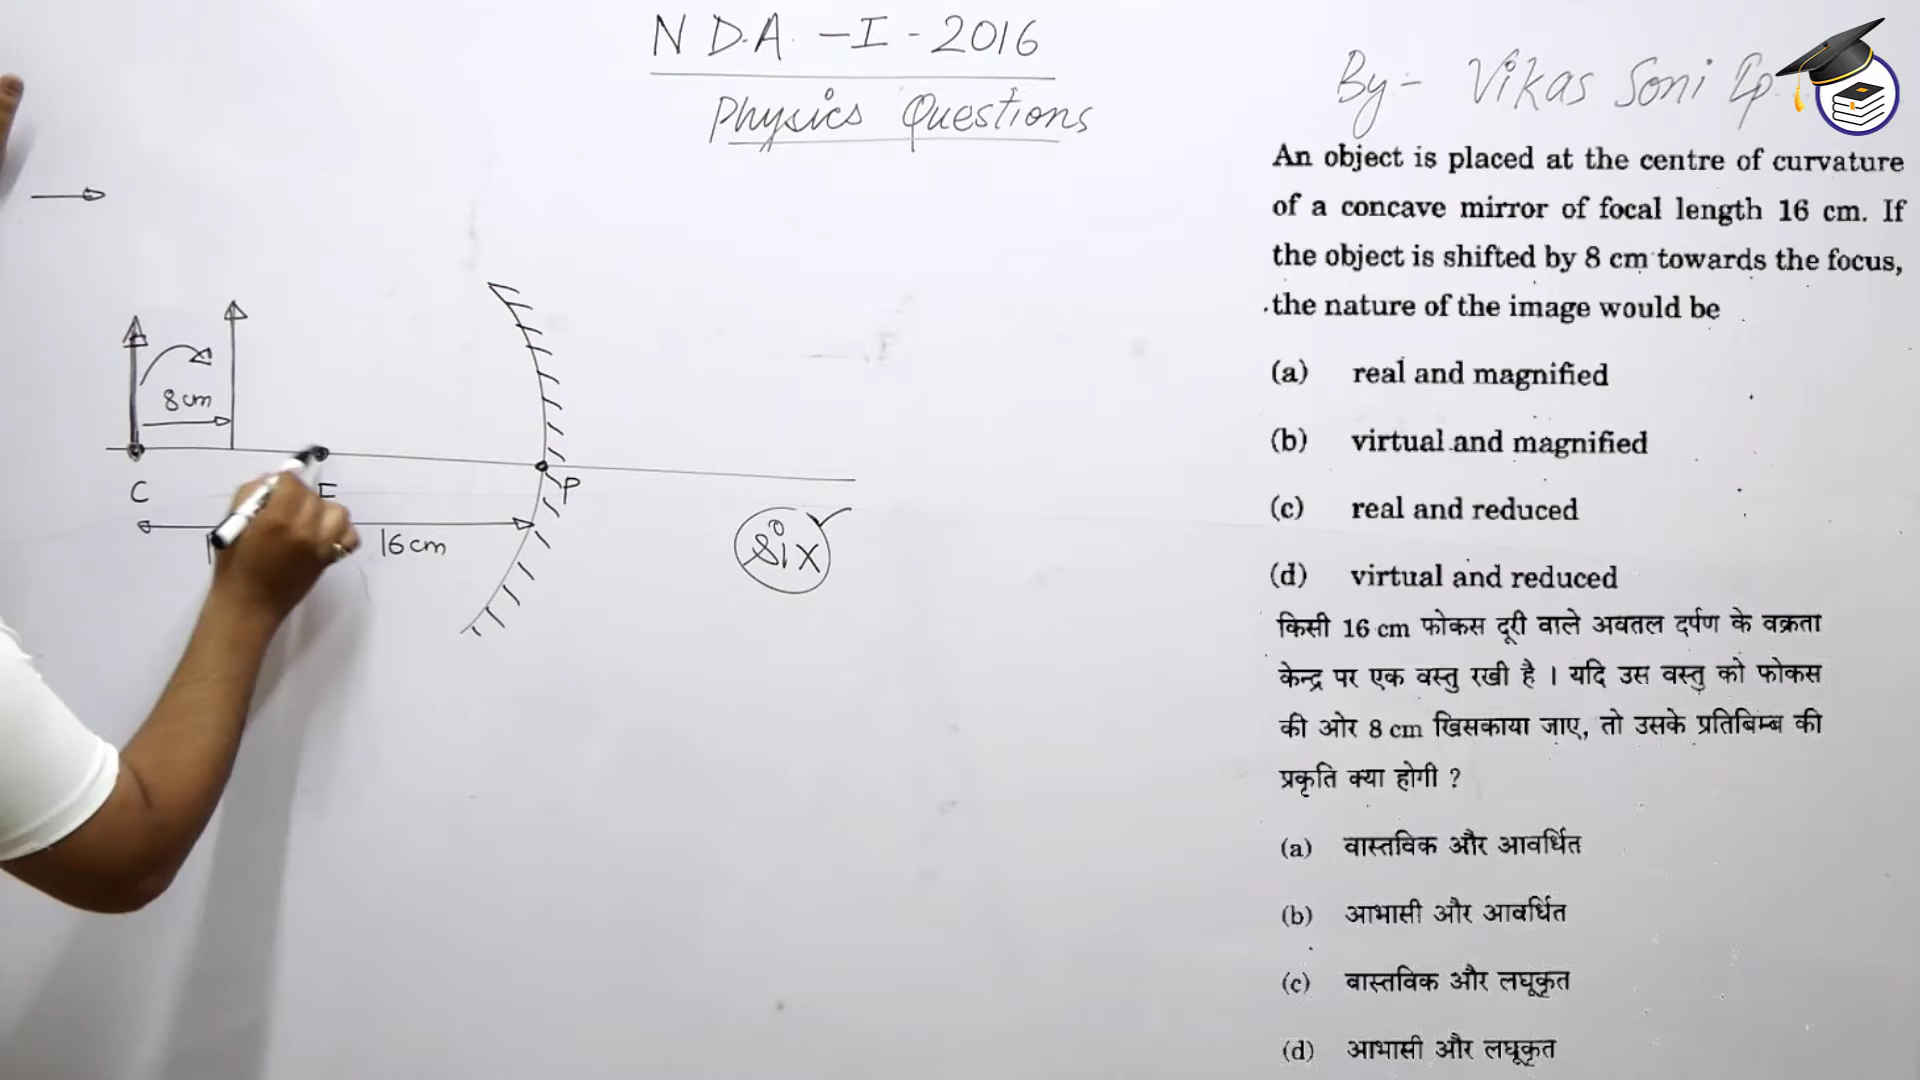 N D.A. - I - 2016
Physics Questions
By:- Vikas Soni
An object is placed at the centre of curvature
of a concave mirror of focal length 16 cm. If
the object is shifted by 8 cm towards the focus,
the nature of the image would be
(a) real and magnified
(b) virtual and magnified
(c) real and reduced
(d) virtual and reduced
किसी 16 cm फोकस दूरी वाले अवतल दर्पण के वक्रता
केन्द्र पर एक वस्तु रखी है । यदि उस वस्तु को फोकस
की ओर 8 cm खिसकाया जाए, तो उसके प्रतिबिम्ब की
प्रकृति क्या होगी ?
(a) वास्तविक और आवर्धित
(b) आभासी और आवर्धित
(c) वास्तविक और लघूकृत
(d) आभासी और लघूकृत
8cm
C
F
P
16cm
six